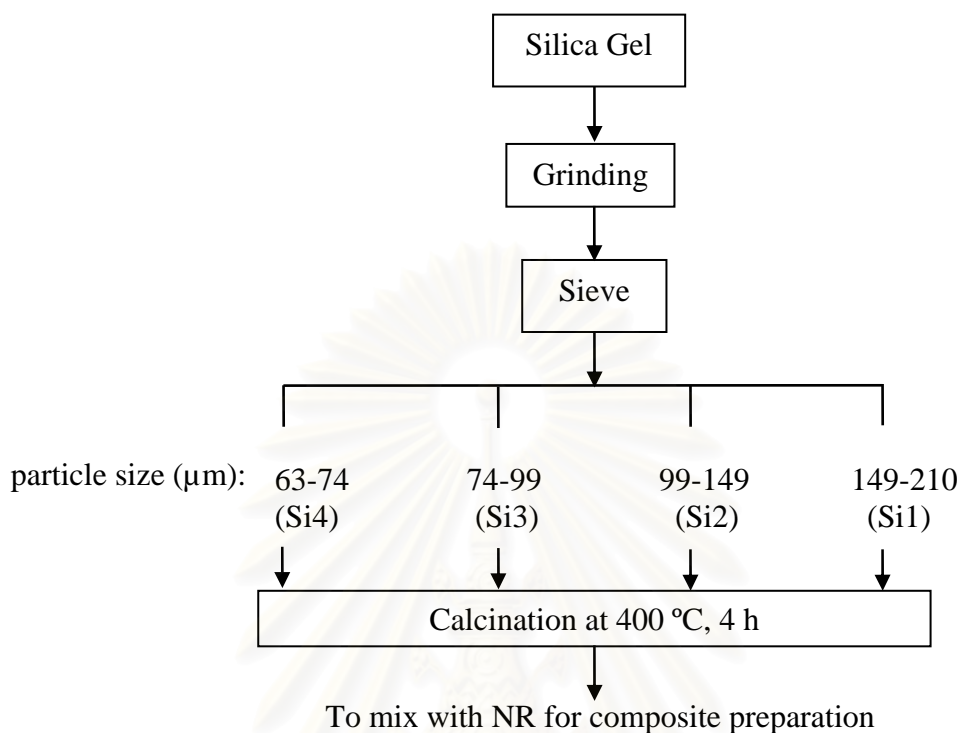 Silica Gel
Grinding
Sieve
particle size (µm): 63-74 74-99 99-149 149-210
(Si4) (Si3) (Si2) (Si1)
Calcination at 400 ºC, 4 h
To mix with NR for composite preparation